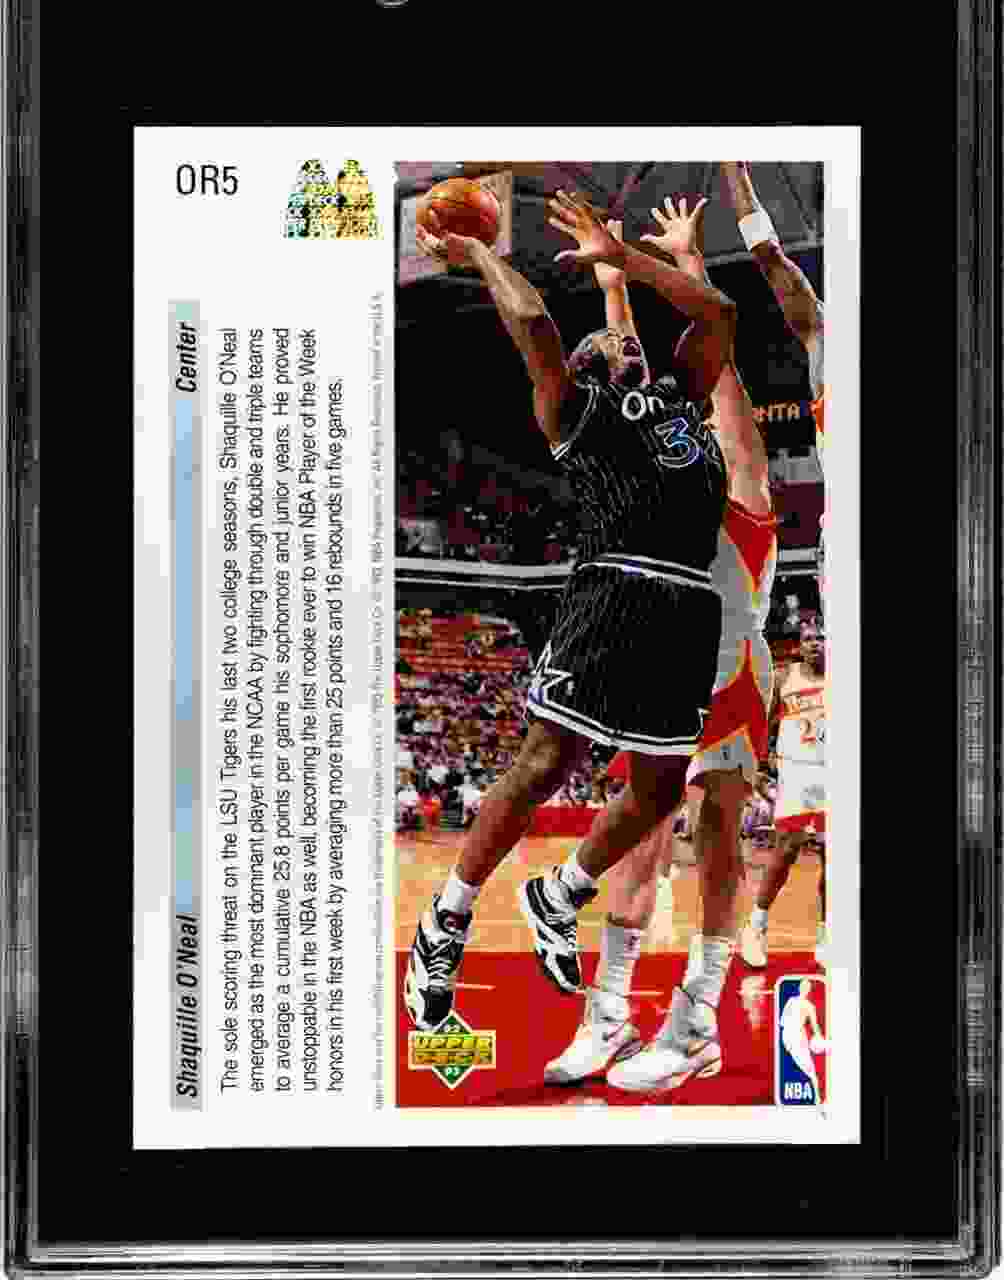 OR5
Shaquille O'Neal Center
The sole scoring threat on the LSU Tigers his last two college seasons, Shaquille O'Neal
emerged as the most dominant player in the NCAA by fighting through double and triple teams
to average a cumulative 25.8 points per game his sophomore and junior years. He proved
unstoppable in the NBA as well, becoming the first rookie ever to win NBA Player of the Week
honors in his first week by averaging more than 25 points and 16 rebounds in five games.
92
UPPER
DECK
93
NBA